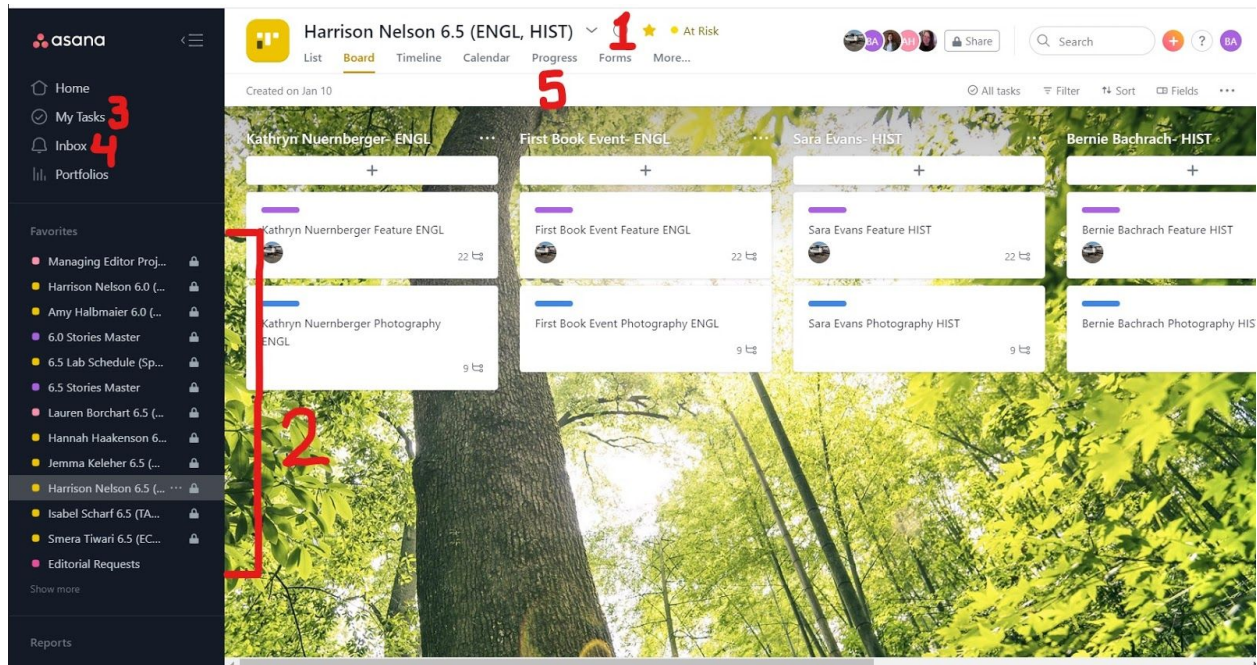 asana
Home
My Tasks 3
Inbox 4
Portfolios
Favorites
Managing Editor Proj...
Harrison Nelson 6.0 (...
Amy Halbmaier 6.0 (...
6.0 Stories Master
6.5 Lab Schedule (Sp...
6.5 Stories Master
Lauren Borchart 6.5 (...
Hannah Haakenson 6...
Jemma Keleher 6.5 (...
Harrison Nelson 6.5 (... ...
Isabel Scharf 6.5 (TA...
Smera Tiwari 6.5 (EC...
Editorial Requests
Show more
Reports
2
Harrison Nelson 6.5 (ENGL, HIST) 1 At Risk
List Board Timeline Calendar Progress Forms More...
5
BA AH Share Search + ? BA
Created on Jan 10 All tasks Filter Sort Fields ...
Kathryn Nuernberger- ENGL ...
+
Kathryn Nuernberger Feature ENGL
22
Kathryn Nuernberger Photography
ENGL
9
First Book Event- ENGL ...
+
First Book Event Feature ENGL
22
First Book Event Photography ENGL
9
Sara Evans- HIST ...
+
Sara Evans Feature HIST
22
Sara Evans Photography HIST
9
Bernie Bachrach- HIST
+
Bernie Bachrach Feature HIST
Bernie Bachrach Photography HIS